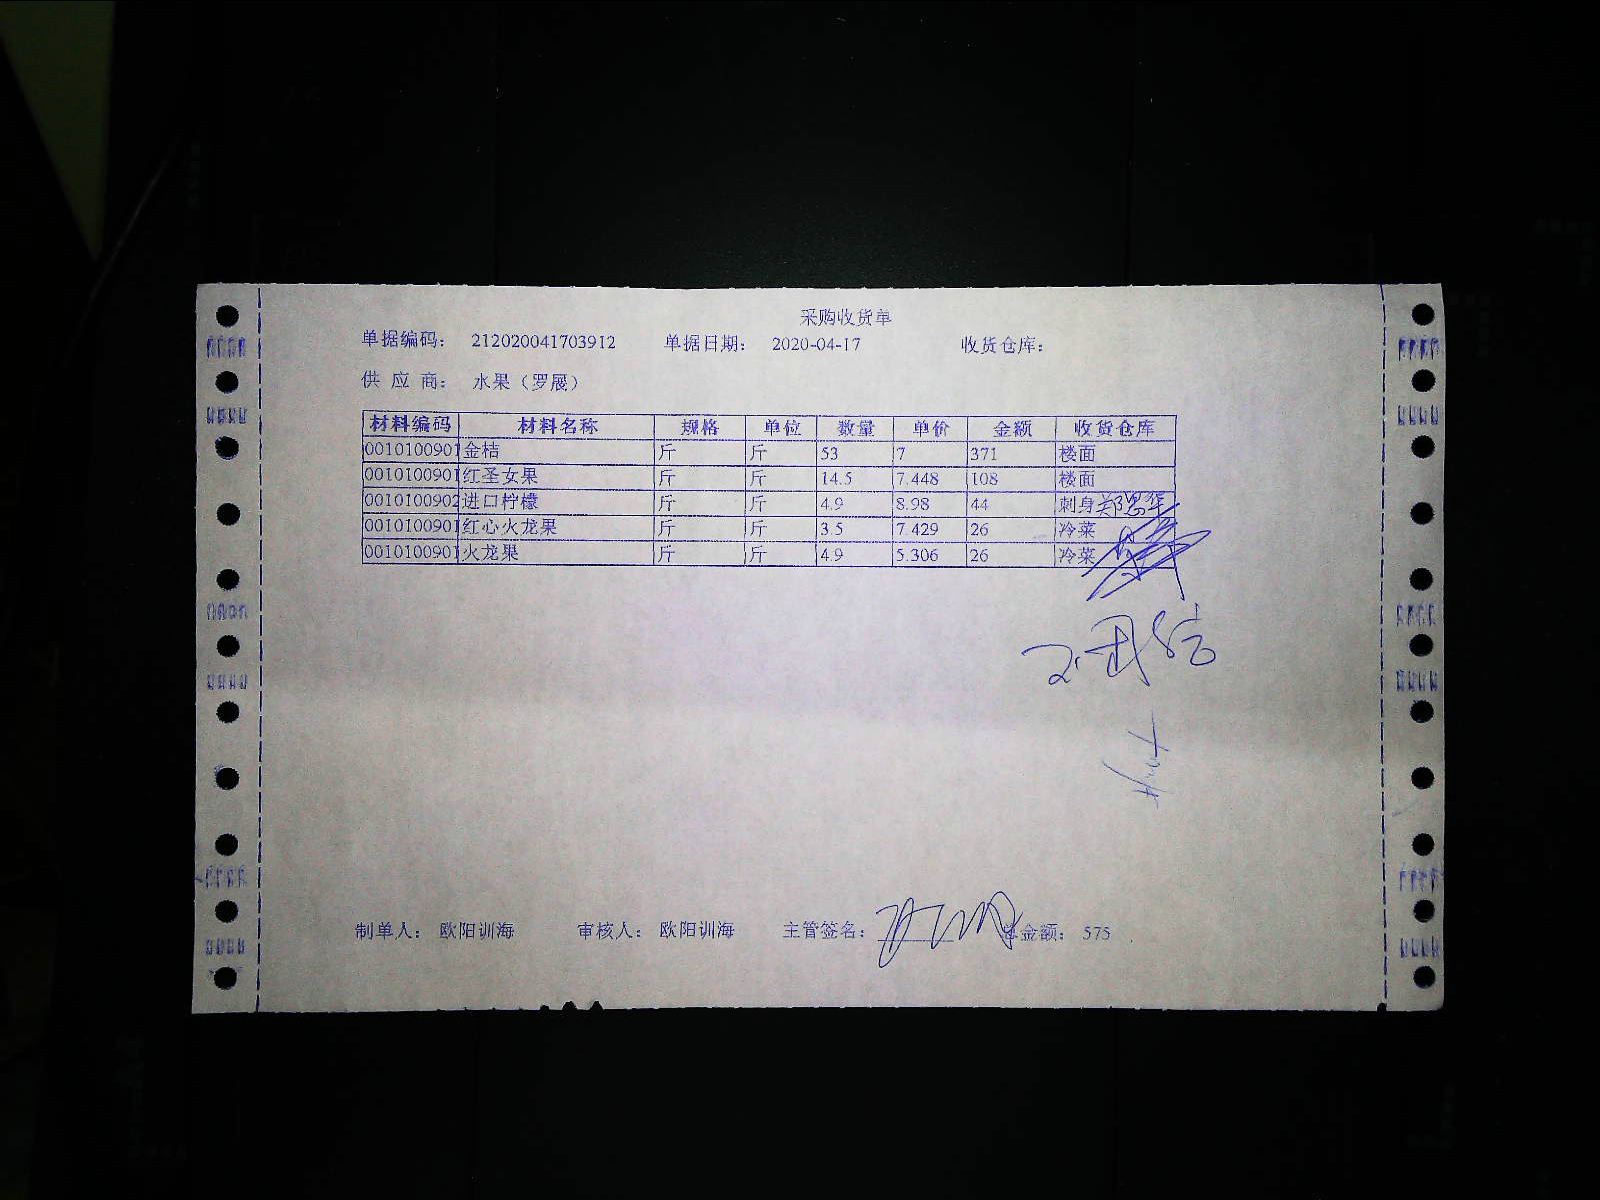 采购收货单
单据编码： 212020041703912 单据日期： 2020-04-17 收货仓库：
供 应 商： 水果（罗屐）
材料编码 材料名称 规格 单位 数量 单价 金额 收货仓库
0010100901 金桔 斤 斤 53 7 371 楼面
0010100901 红圣女果 斤 斤 14.5 7.448 108 楼面
0010100902 进口柠檬 斤 斤 4.9 8.98 44 刺身
0010100901 红心火龙果 斤 斤 3.5 7.429 26 冷菜
0010100901 火龙果 斤 斤 4.9 5.306 26 冷菜
制单人： 欧阳训海 审核人： 欧阳训海 主管签名： 金额： 575